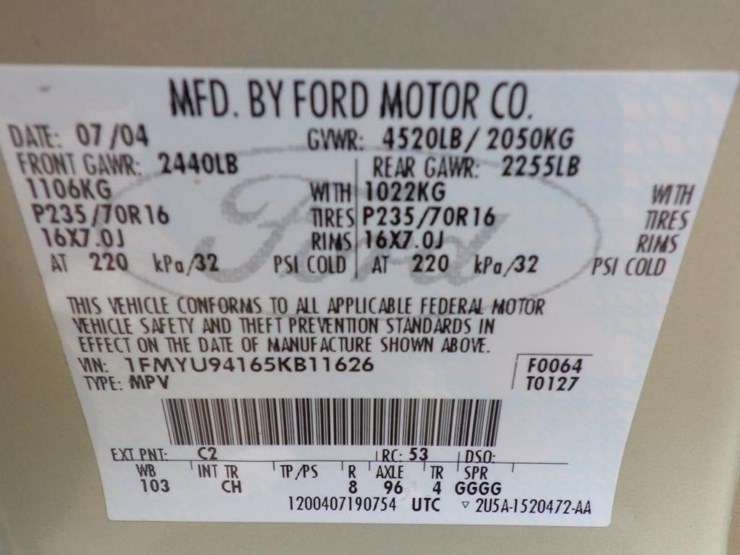 MFD. BY FORD MOTOR CO.
DATE: 07/04 GVWR: 4520LB/ 2050KG
FRONT GAWR: 2440LB REAR GAWR: 2255LB
1106KG WITH 1022KG WITH
P235/70R16 TIRES P235/70R16 TIRES
16X7.0J RIMS 16X7.0J RIMS
AT 220 kPa/32 PSI COLD AT 220 kPa/32 PSI COLD
Ford
THIS VEHICLE CONFORMS TO ALL APPLICABLE FEDERAL MOTOR
VEHICLE SAFETY AND THEFT PREVENTION STANDARDS IN
EFFECT ON THE DATE OF MANUFACTURE SHOWN ABOVE.
VIN: 1FMYU94165KB11626 F0064
TYPE: MPV T0127
EXT PNT: C2 RC: 53 DSO:
WB INT TR TP/PS R AXLE TR SPR
103 CH 8 96 4 GGGG
1200407190754 UTC ▽ 2U5A-1520472-AA